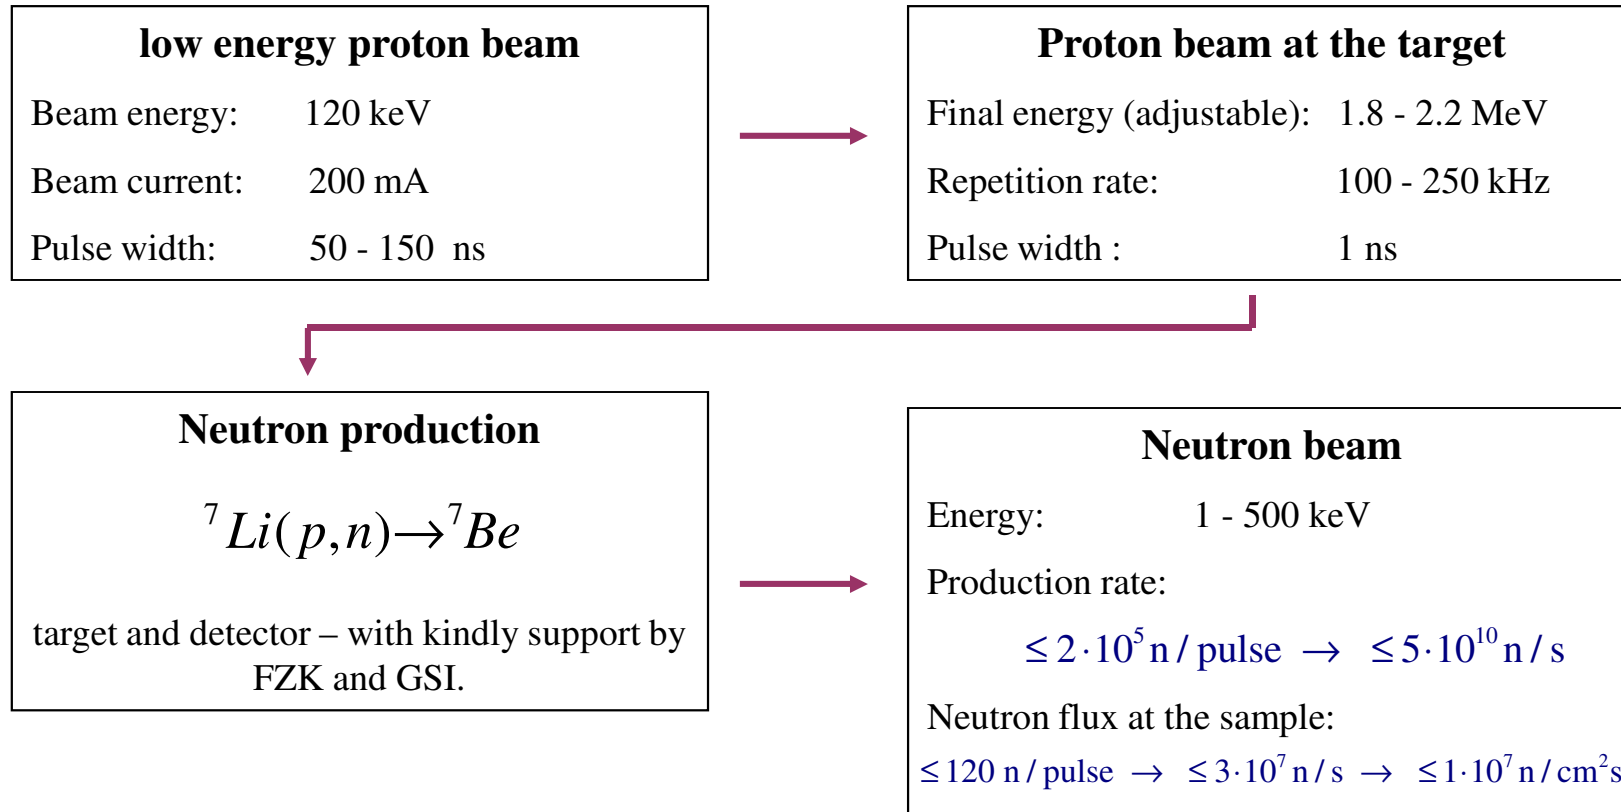 low energy proton beam
Beam energy: 120 keV
Beam current: 200 mA
Pulse width: 50 - 150 ns
Proton beam at the target
Final energy (adjustable): 1.8 - 2.2 MeV
Repetition rate: 100 - 250 kHz
Pulse width : 1 ns
Neutron production
⁷Li(p,n)→⁷Be
target and detector – with kindly support by
FZK and GSI.
Neutron beam
Energy: 1 - 500 keV
Production rate:
≤ 2·10⁵ n / pulse → ≤ 5·10¹⁰ n / s
Neutron flux at the sample:
≤ 120 n / pulse → ≤ 3·10⁷ n / s → ≤ 1·10⁷ n / cm²s